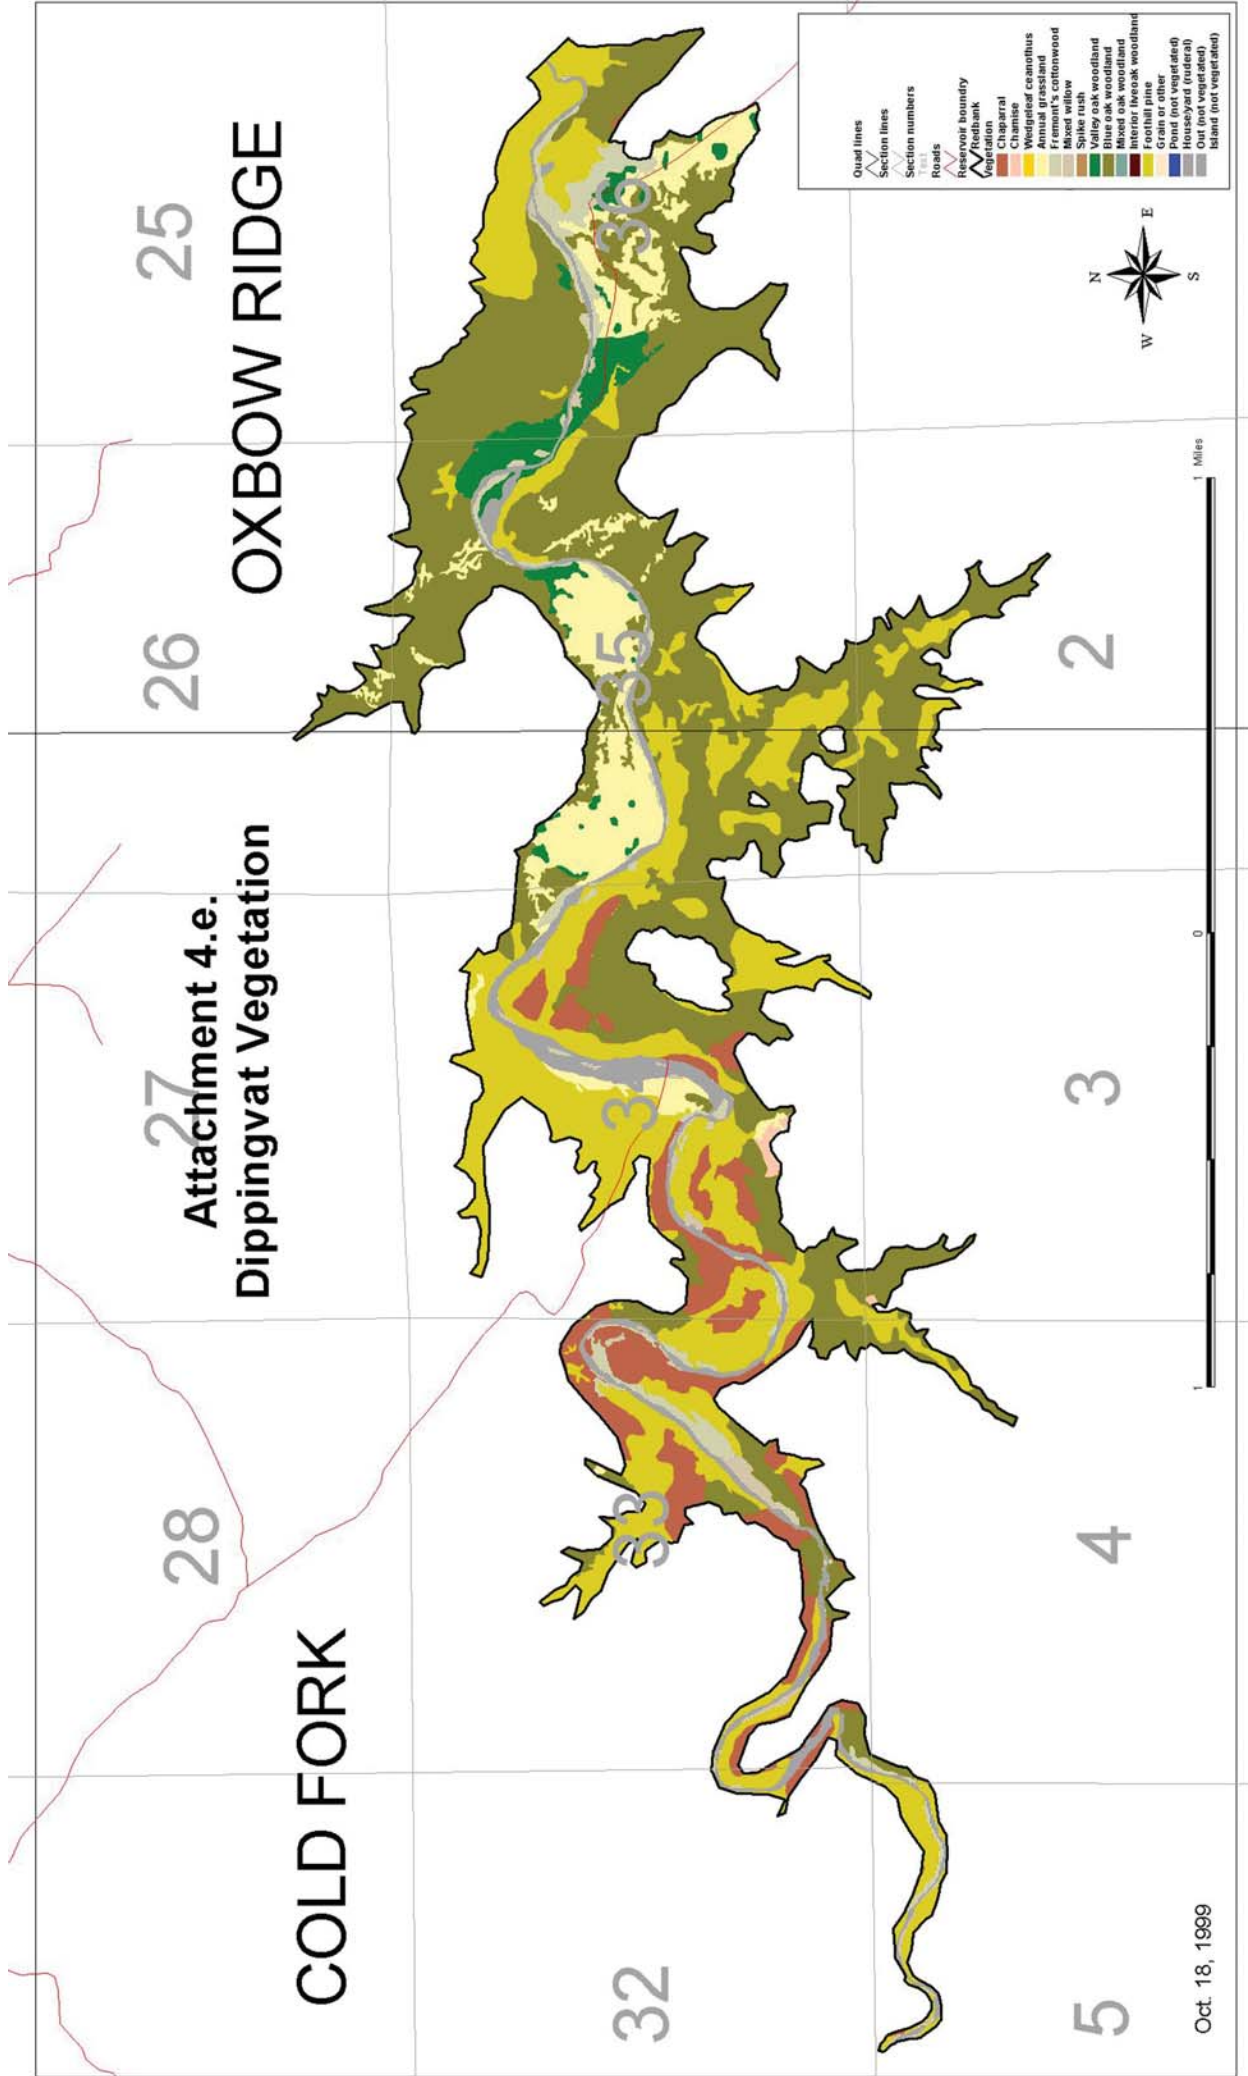 Attachment 4.e.
Dippingvat Vegetation
COLD FORK
OXBOW RIDGE
28
27
26
25
32
33
3
35
36
5
4
3
2
Quad lines
Section lines
Section numbers
Text
Roads
Reservoir boundry
Redbank
Vegetation
Chaparral
Chamise
Wedgeleaf ceanothus
Annual grassland
Fremont's cottonwood
Mixed willow
Spike rush
Valley oak woodland
Blue oak woodland
Mixed oak woodland
Interior liveoak woodland
Foothill pine
Grain or other
Pond (not vegetated)
House/yard (ruderal)
Out (not vegetated)
Island (not vegetated)
N
W
E
S
1
0
1 Miles
Oct. 18, 1999